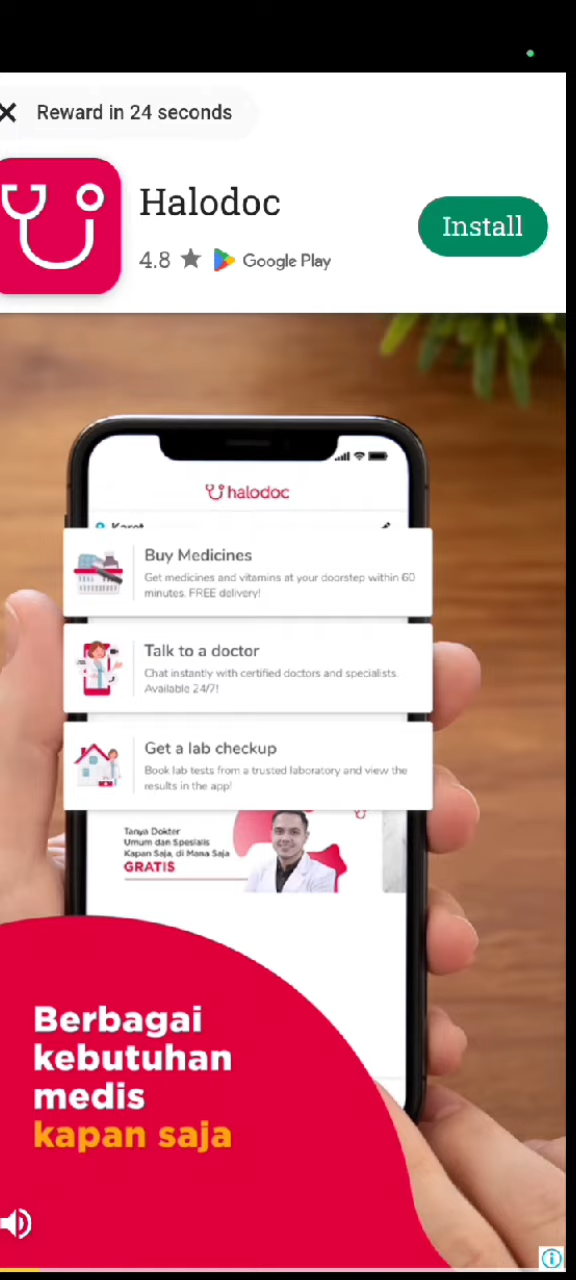 Reward in 24 seconds
Halodoc
4.8 ★ Google Play
Install
halodoc
Karet
Buy Medicines
Get medicines and vitamins at your doorstep within 60
minutes. FREE delivery!
Talk to a doctor
Chat instantly with certified doctors and specialists.
Available 24/7!
Get a lab checkup
Book lab tests from a trusted laboratory and view the
results in the app!
Tanya Dokter
Umum dan Spesialis
Kapan Saja, di Mana Saja
GRATIS
Berbagai
kebutuhan
medis
kapan saja